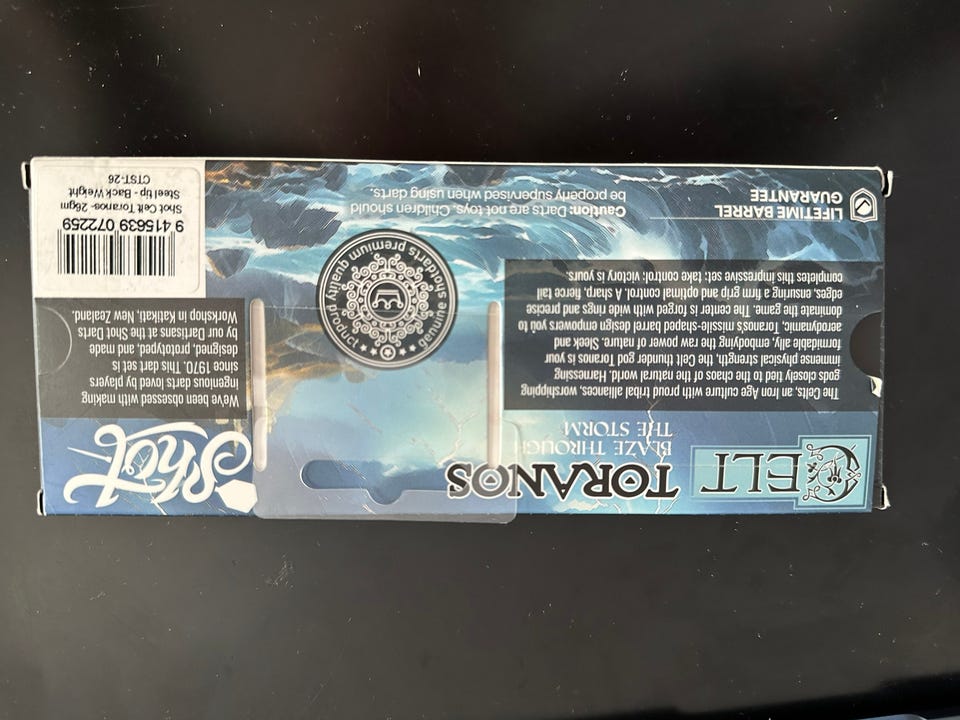 CELT
TORANOS
BLAZE THROUGH
THE STORM
The Celts, an Iron Age culture with proud tribal alliances, worshipping
gods closely tied to the chaos of the natural world. Harnessing
immense physical strength, the Celt thunder god Toranos is your
formidable ally, embodying the raw power of nature. Sleek and
aerodynamic, Toranos's missile-shaped barrel design empowers you to
dominate the game. The center is forged with wide rings and precise
edges, ensuring a firm grip and optimal control. A sharp, fierce tail
completes this impressive set; take control; victory is yours.
LIFETIME BARREL
GUARANTEE
Caution: Darts are not toys. Children should
be properly supervised when using darts.
genuine shotdarts premium quality product
Shot
We've been obsessed with making
ingenious darts loved by players
since 1970. This dart set is
designed, prototyped, and made
by our Dartisans at the Shot Darts
Workshop in Katikati, New Zealand.
9 415639 072259
Shot Celt Toranos- 26gm
Steel tip - Back Weight
CTST-26